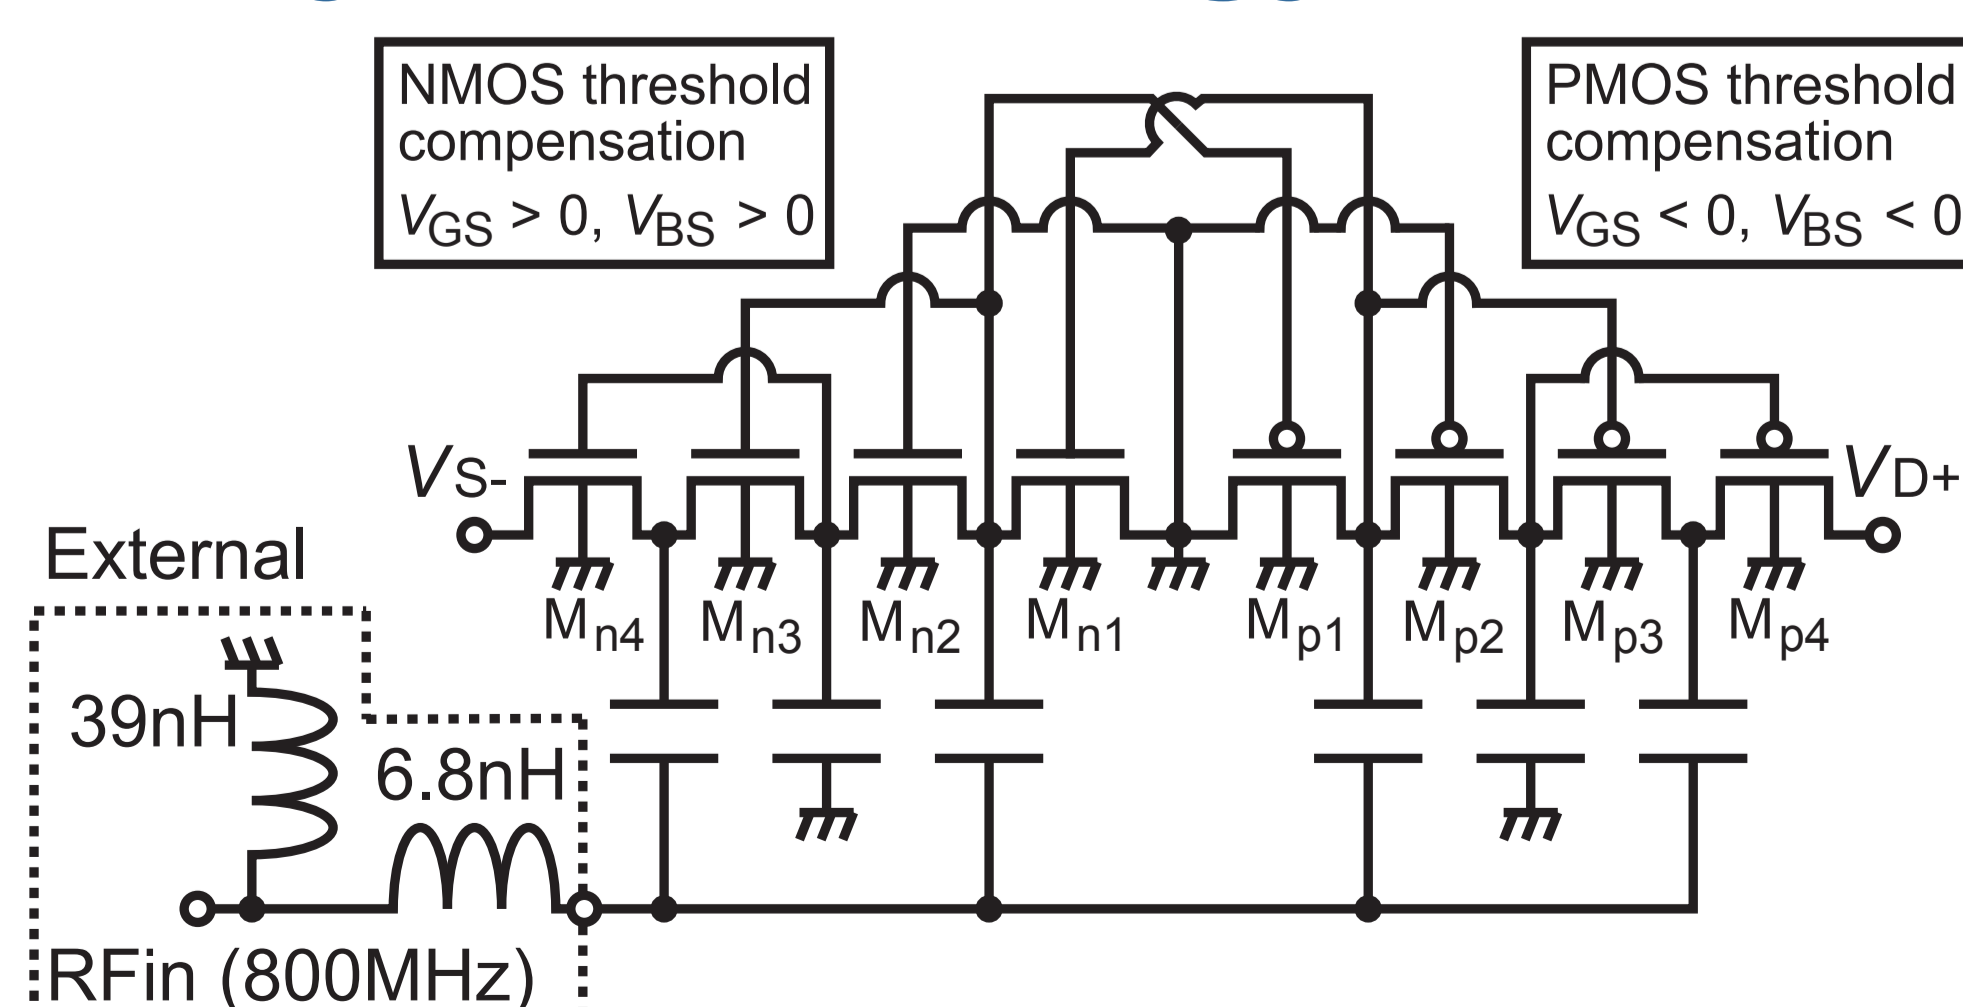 NMOS threshold
compensation
VGS > 0, VBS > 0
PMOS threshold
compensation
VGS < 0, VBS < 0
VS-
VD+
Mn4 Mn3 Mn2 Mn1 Mp1 Mp2 Mp3 Mp4
External
39nH
6.8nH
RFin (800MHz)